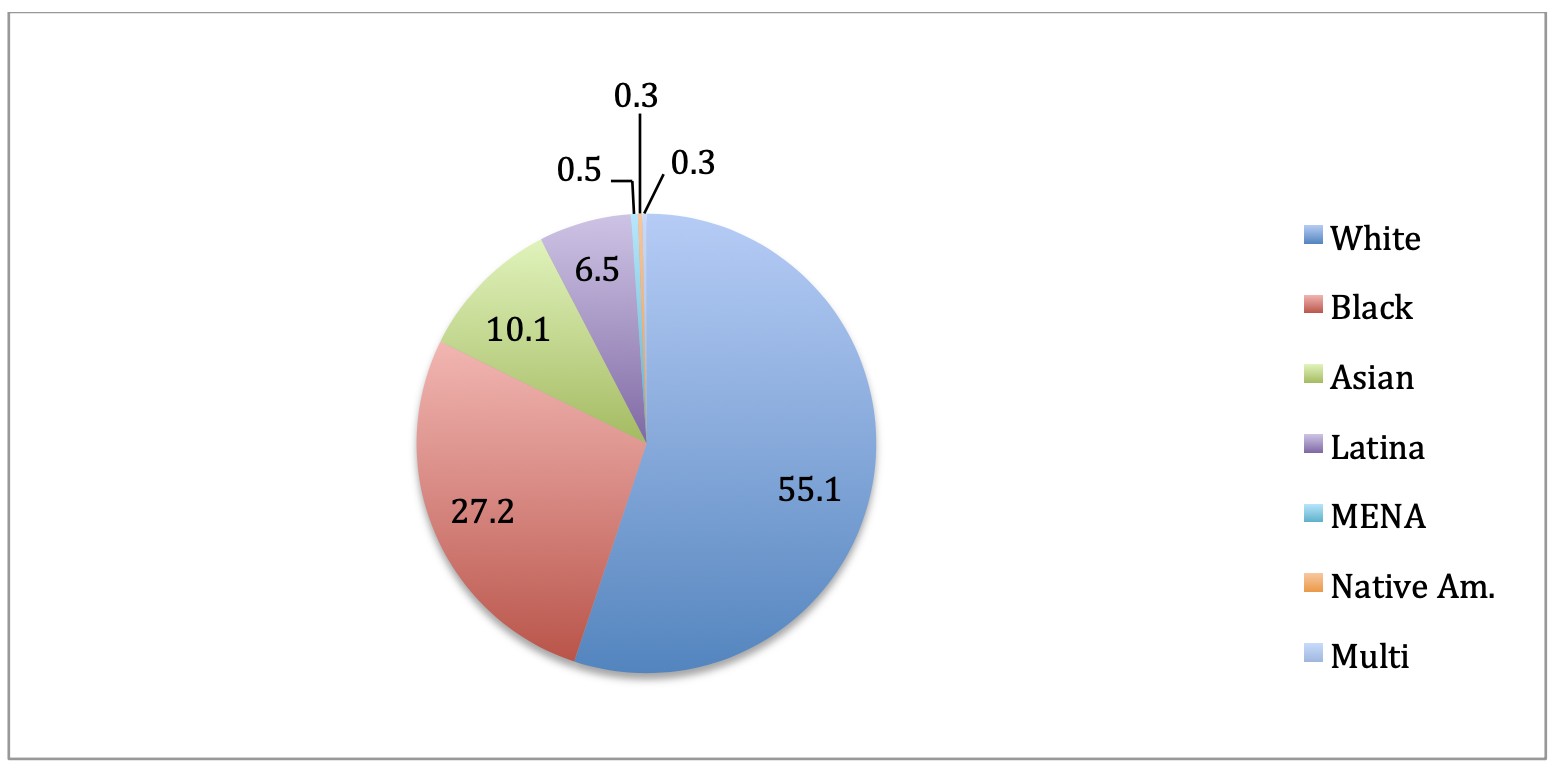 0.3
0.5
0.3
6.5
10.1
27.2
55.1
White
Black
Asian
Latina
MENA
Native Am.
Multi